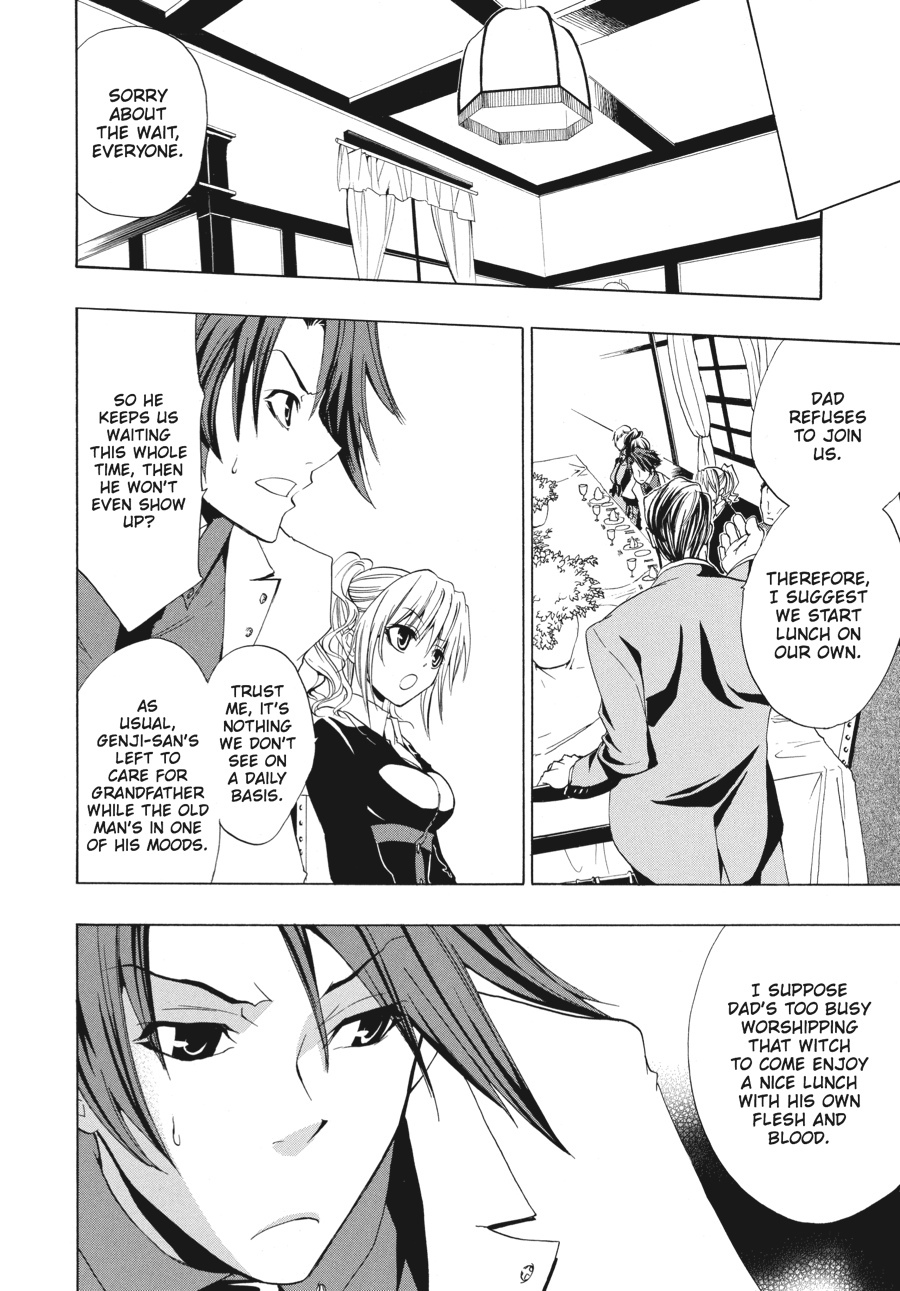 SORRY
ABOUT
THE WAIT,
EVERYONE.
DAD
REFUSES
TO JOIN
US.
THEREFORE,
I SUGGEST
WE START
LUNCH ON
OUR OWN.
SO HE
KEEPS US
WAITING
THIS WHOLE
TIME, THEN
HE WON'T
EVEN SHOW
UP?
TRUST
ME, IT'S
NOTHING
WE DON'T
SEE ON
A DAILY
BASIS.
AS
USUAL,
GENJI-SAN'S
LEFT TO
CARE FOR
GRANDFATHER
WHILE THE OLD
MAN'S IN ONE
OF HIS MOODS.
I SUPPOSE
DAD'S TOO BUSY
WORSHIPPING
THAT WITCH
TO COME ENJOY
A NICE LUNCH
WITH HIS OWN
FLESH AND
BLOOD.